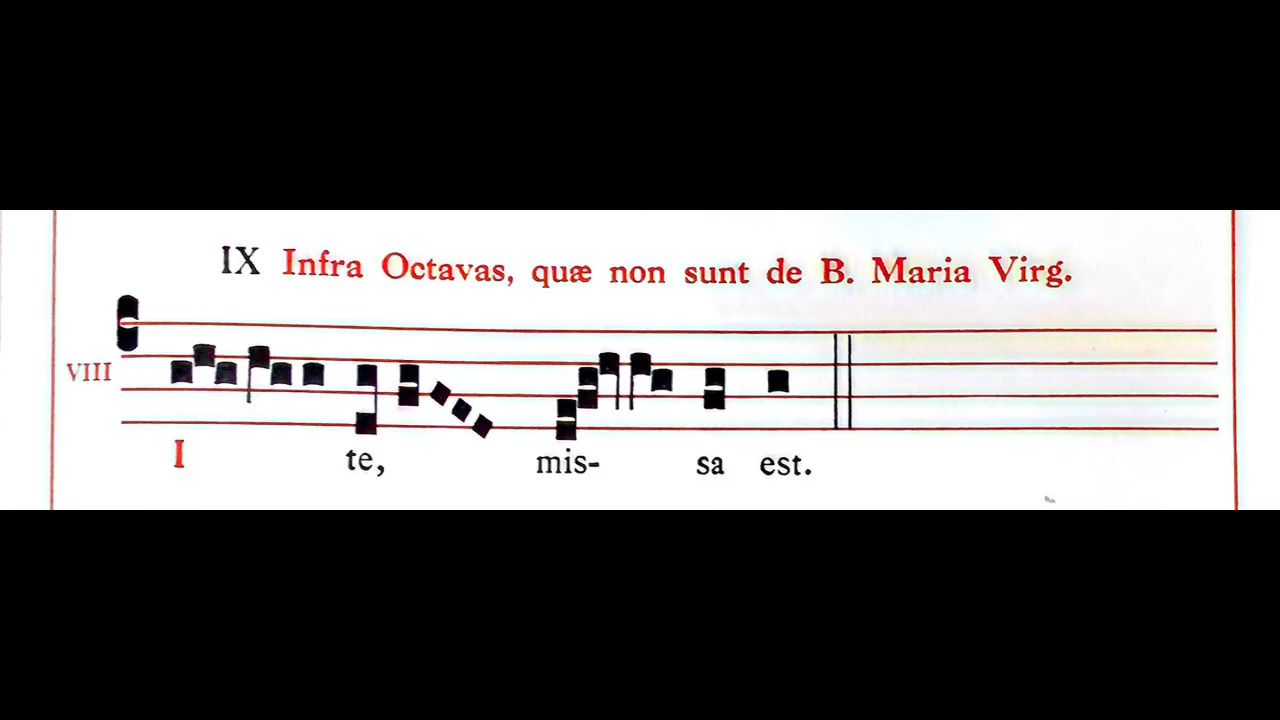 IX Infra Octavas, quæ non sunt de B. Maria Virg.
VIII
I te, mis- sa est.